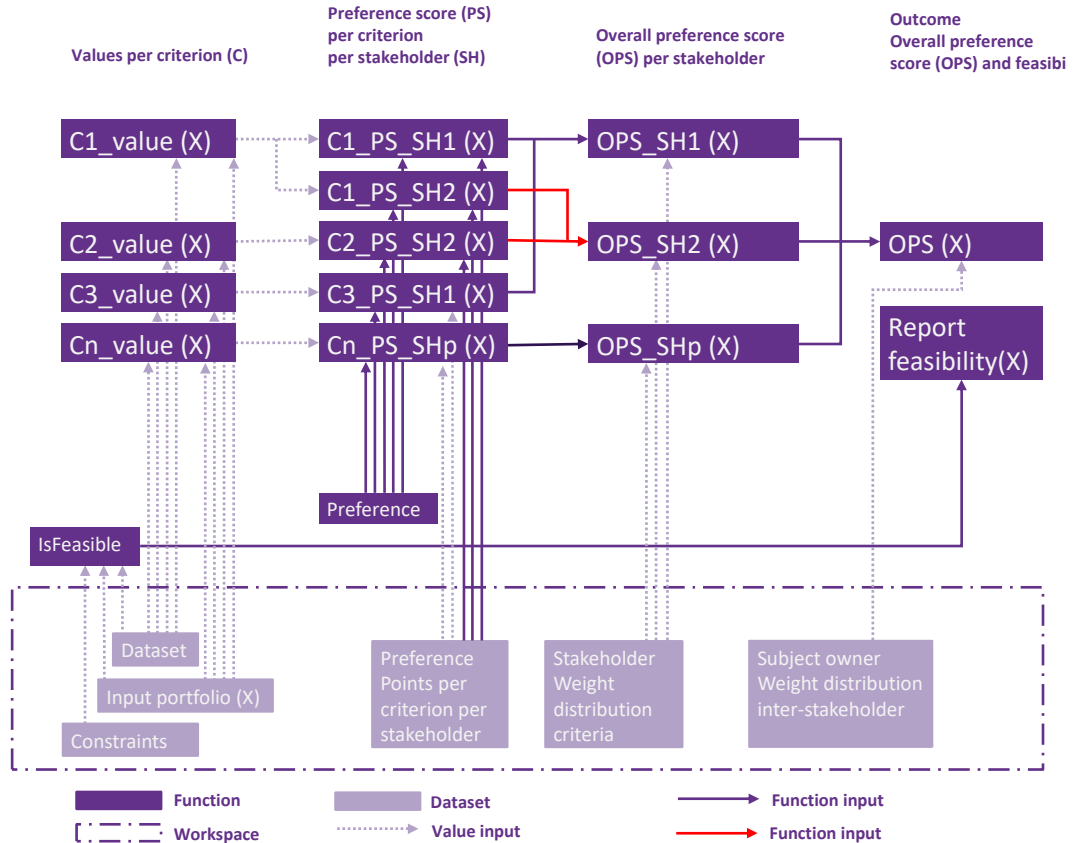 Values per criterion (C)
Preference score (PS)
per criterion
per stakeholder (SH)
Overall preference score
(OPS) per stakeholder
Outcome
Overall preference
score (OPS) and feasibi
C1_value (X)
C1_PS_SH1 (X)
OPS_SH1 (X)
C1_PS_SH2 (X)
C2_value (X)
C2_PS_SH2 (X)
OPS_SH2 (X)
OPS (X)
C3_value (X)
C3_PS_SH1 (X)
Cn_value (X)
Cn_PS_SHp (X)
OPS_SHp (X)
Report
feasibility(X)
Preference
IsFeasible
Dataset
Input portfolio (X)
Constraints
Preference
Points per
criterion per
stakeholder
Stakeholder
Weight
distribution
criteria
Subject owner
Weight distribution
inter-stakeholder
Function
Dataset
Function input
Workspace
Value input
Function input